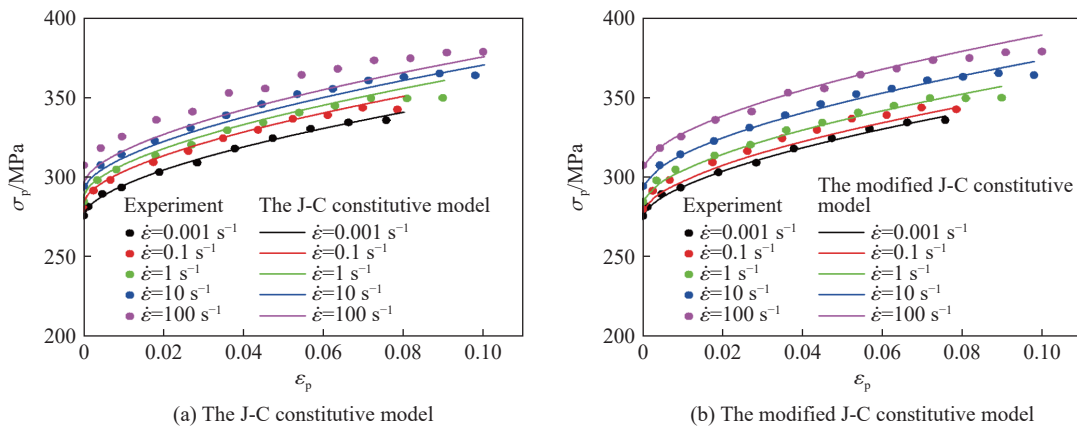 400
350
300
250
200
σp/MPa
Experiment The J-C constitutive model
ε̇=0.001 s⁻¹ ε̇=0.001 s⁻¹
ε̇=0.1 s⁻¹ ε̇=0.1 s⁻¹
ε̇=1 s⁻¹ ε̇=1 s⁻¹
ε̇=10 s⁻¹ ε̇=10 s⁻¹
ε̇=100 s⁻¹ ε̇=100 s⁻¹
0 0.02 0.04 0.06 0.08 0.10
εp
(a) The J-C constitutive model
400
350
300
250
200
σp/MPa
The modified J-C constitutive
Experiment model
ε̇=0.001 s⁻¹ ε̇=0.001 s⁻¹
ε̇=0.1 s⁻¹ ε̇=0.1 s⁻¹
ε̇=1 s⁻¹ ε̇=1 s⁻¹
ε̇=10 s⁻¹ ε̇=10 s⁻¹
ε̇=100 s⁻¹ ε̇=100 s⁻¹
0 0.02 0.04 0.06 0.08 0.10
εp
(b) The modified J-C constitutive model